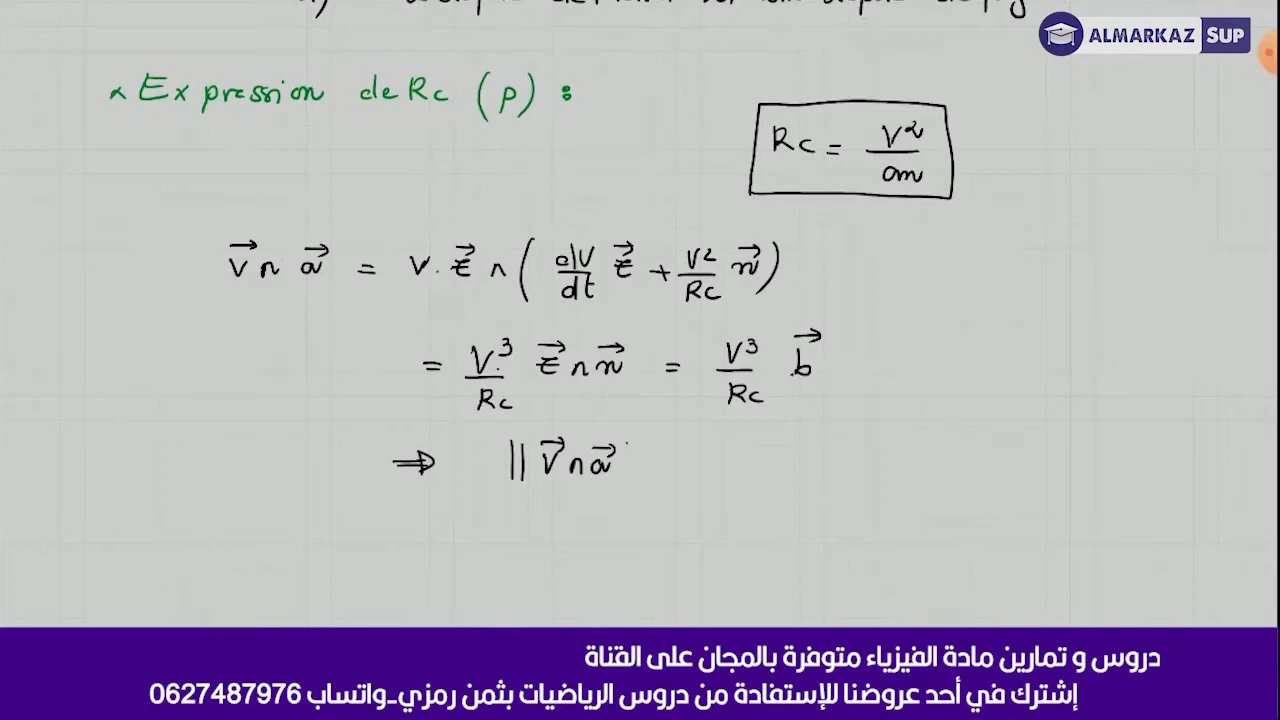 ALMARKAZ SUP
× Expression de Rc (p) :
Rc = V² / am
V⃗ ∧ a⃗ = V. τ⃗ ∧ ( dV/dt τ⃗ + V²/Rc n⃗ )
= V³/Rc τ⃗ ∧ n⃗ = V³/Rc b⃗
⇒ || V⃗ ∧ a⃗
دروس و تمارين مادة الفيزياء متوفرة بالمجان على القناة
إشترك في أحد عروضنا للإستفادة من دروس الرياضيات بثمن رمزي-واتساب 0627487976